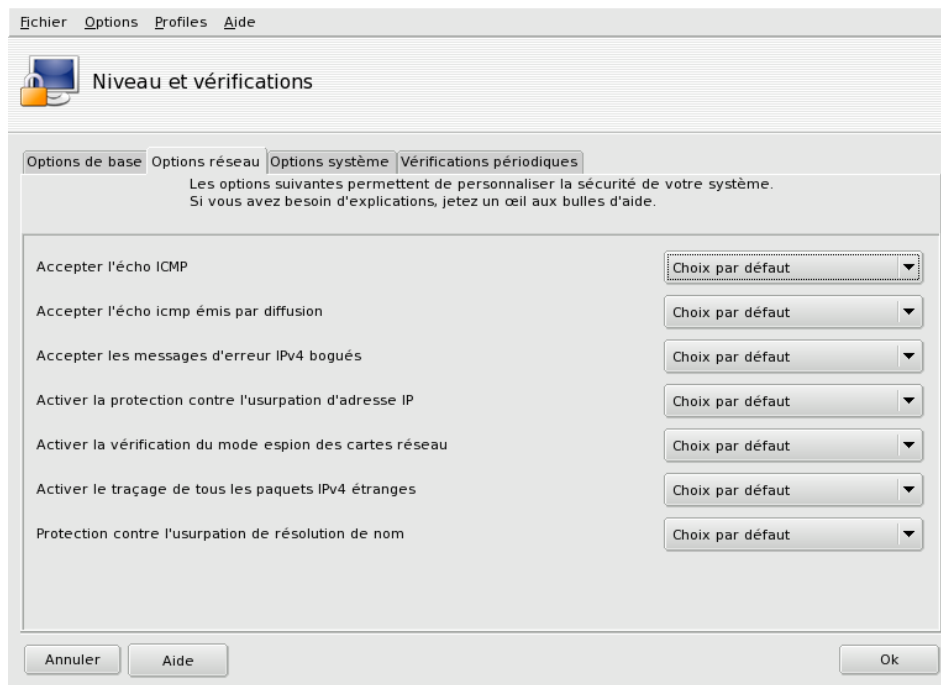 Fichier Options Profiles Aide
Niveau et vérifications
Options de base Options réseau Options système Vérifications périodiques
Les options suivantes permettent de personnaliser la sécurité de votre système.
Si vous avez besoin d'explications, jetez un œil aux bulles d'aide.
Accepter l'écho ICMP Choix par défaut
Accepter l'écho icmp émis par diffusion Choix par défaut
Accepter les messages d'erreur IPv4 bogués Choix par défaut
Activer la protection contre l'usurpation d'adresse IP Choix par défaut
Activer la vérification du mode espion des cartes réseau Choix par défaut
Activer le traçage de tous les paquets IPv4 étranges Choix par défaut
Protection contre l'usurpation de résolution de nom Choix par défaut
Annuler Aide Ok